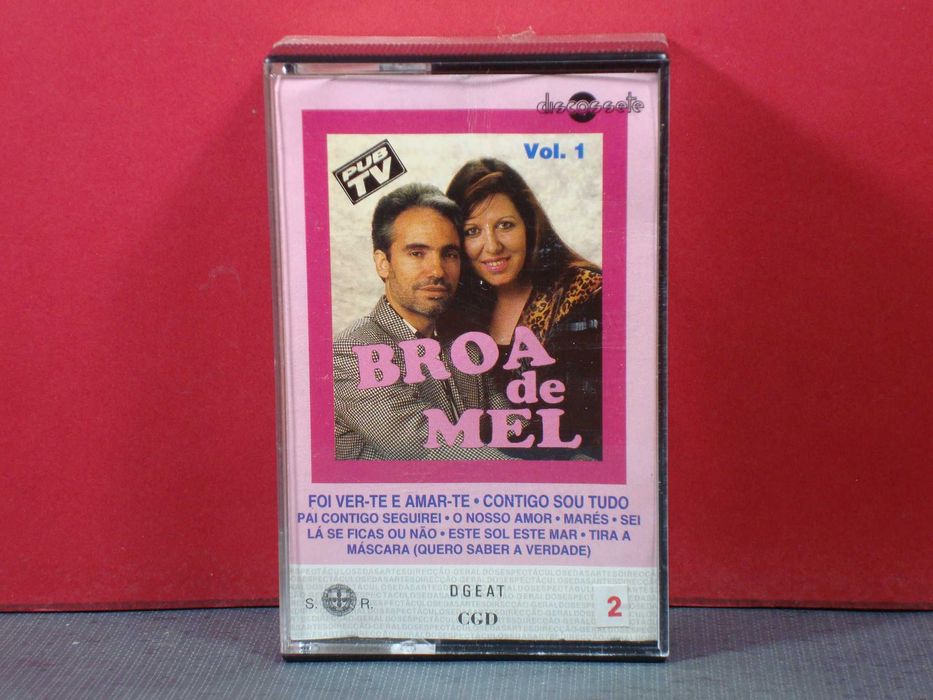 discossete
PUB
TV
Vol. 1
BROA
de
MEL
FOI VER-TE E AMAR-TE • CONTIGO SOU TUDO
PAI CONTIGO SEGUIREI • O NOSSO AMOR • MARÉS • SEI
LÁ SE FICAS OU NÃO • ESTE SOL ESTE MAR • TIRA A
MÁSCARA (QUERO SABER A VERDADE)
S. R.
DGEAT
CGD
2